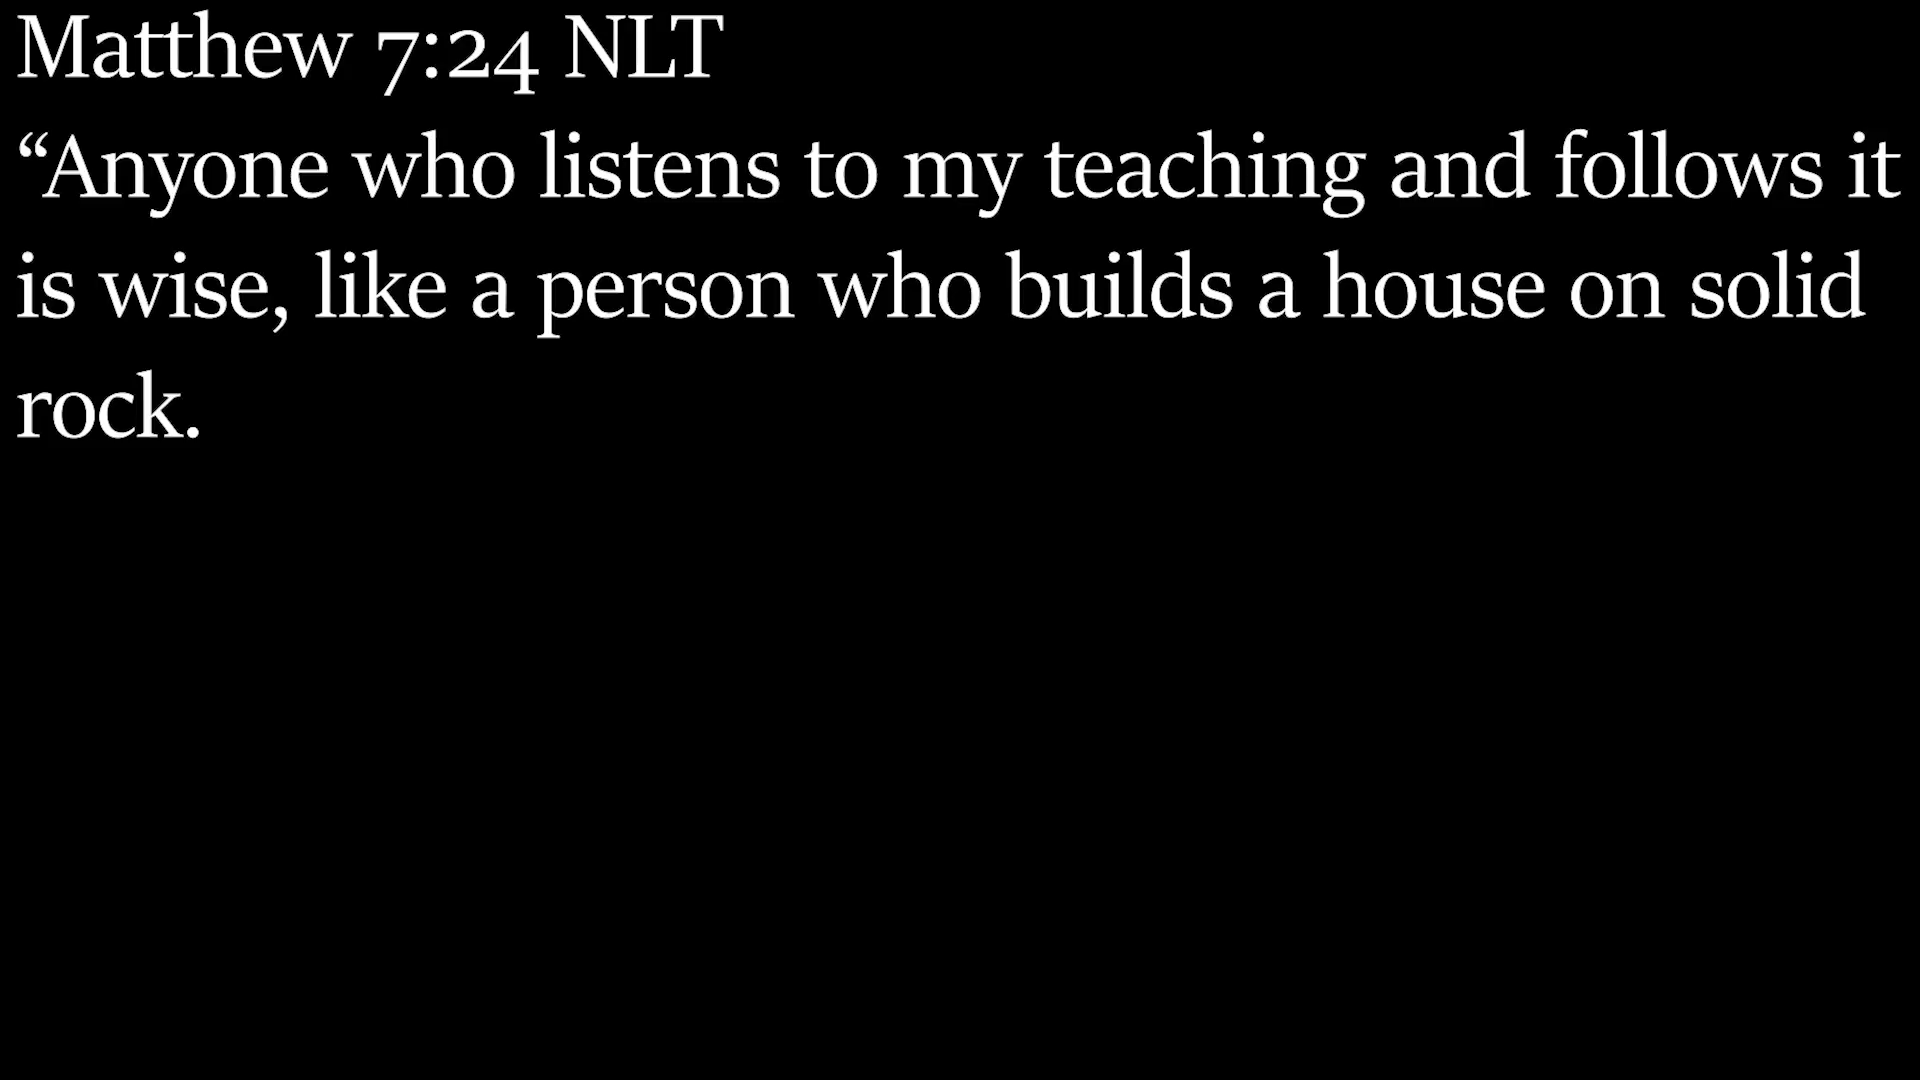 Matthew 7:24 NLT
“Anyone who listens to my teaching and follows it
is wise, like a person who builds a house on solid
rock.